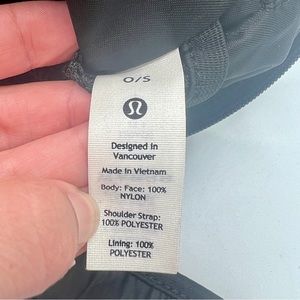 O/S
Designed in
Vancouver
Made in Vietnam
Body: Face: 100%
NYLON
Shoulder Strap:
100% POLYESTER
Lining: 100%
POLYESTER